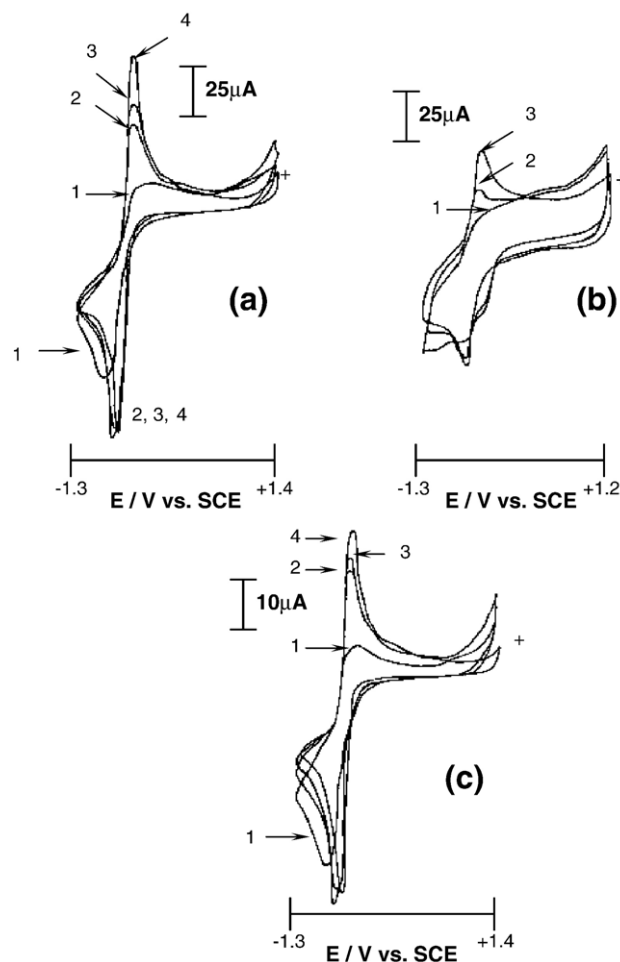 4
3
25μA
2
1
+
(a)
1
2, 3, 4
-1.3
+1.4
E / V vs. SCE
25μA
3
2
1
-
(b)
-1.3
+1.2
E / V vs. SCE
4
3
2
10μA
1
+
(c)
1
-1.3
+1.4
E / V vs. SCE